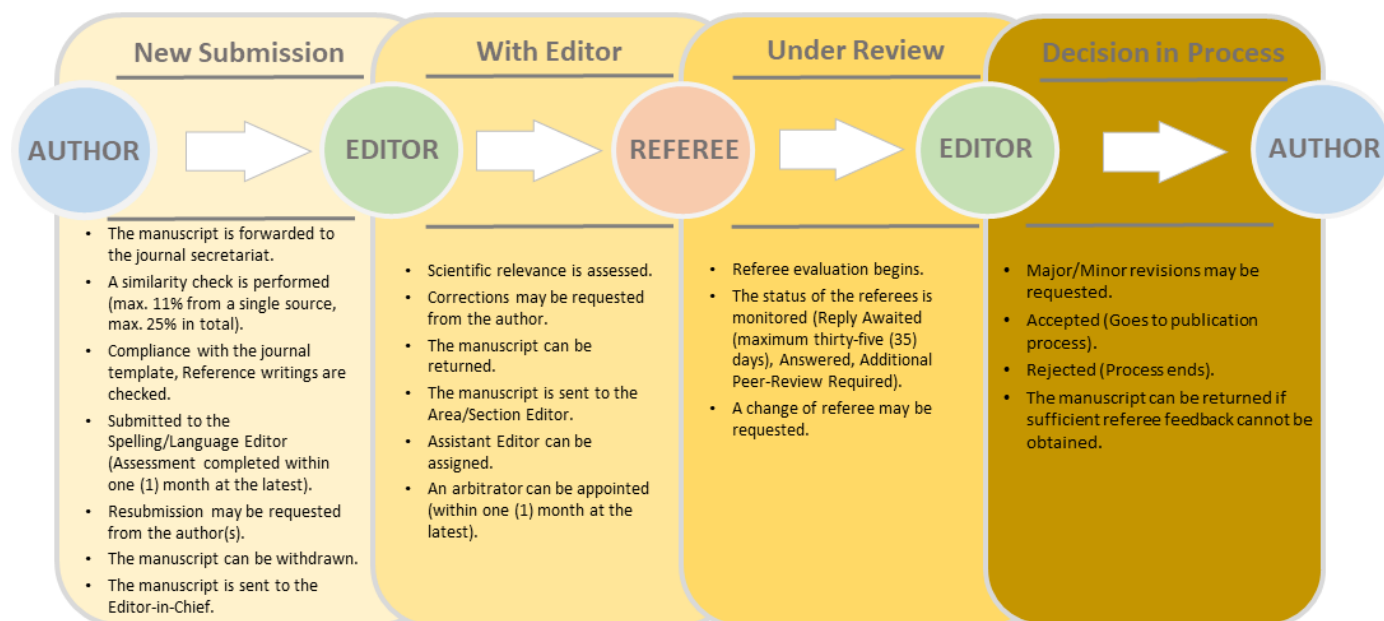 New Submission
With Editor
Under Review
Decision in Process
AUTHOR
EDITOR
REFEREE
EDITOR
AUTHOR
• The manuscript is forwarded to
the journal secretariat.
• A similarity check is performed
(max. 11% from a single source,
max. 25% in total).
• Compliance with the journal
template, Reference writings are
checked.
• Submitted to the
Spelling/Language Editor
(Assessment completed within
one (1) month at the latest).
• Resubmission may be requested
from the author(s).
• The manuscript can be withdrawn.
• The manuscript is sent to the
Editor-in-Chief.
• Scientific relevance is assessed.
• Corrections may be requested
from the author.
• The manuscript can be
returned.
• The manuscript is sent to the
Area/Section Editor.
• Assistant Editor can be
assigned.
• An arbitrator can be appointed
(within one (1) month at the
latest).
• Referee evaluation begins.
• The status of the referees is
monitored (Reply Awaited
(maximum thirty-five (35)
days), Answered, Additional
Peer-Review Required).
• A change of referee may be
requested.
• Major/Minor revisions may be
requested.
• Accepted (Goes to publication
process).
• Rejected (Process ends).
• The manuscript can be returned if
sufficient referee feedback cannot be
obtained.